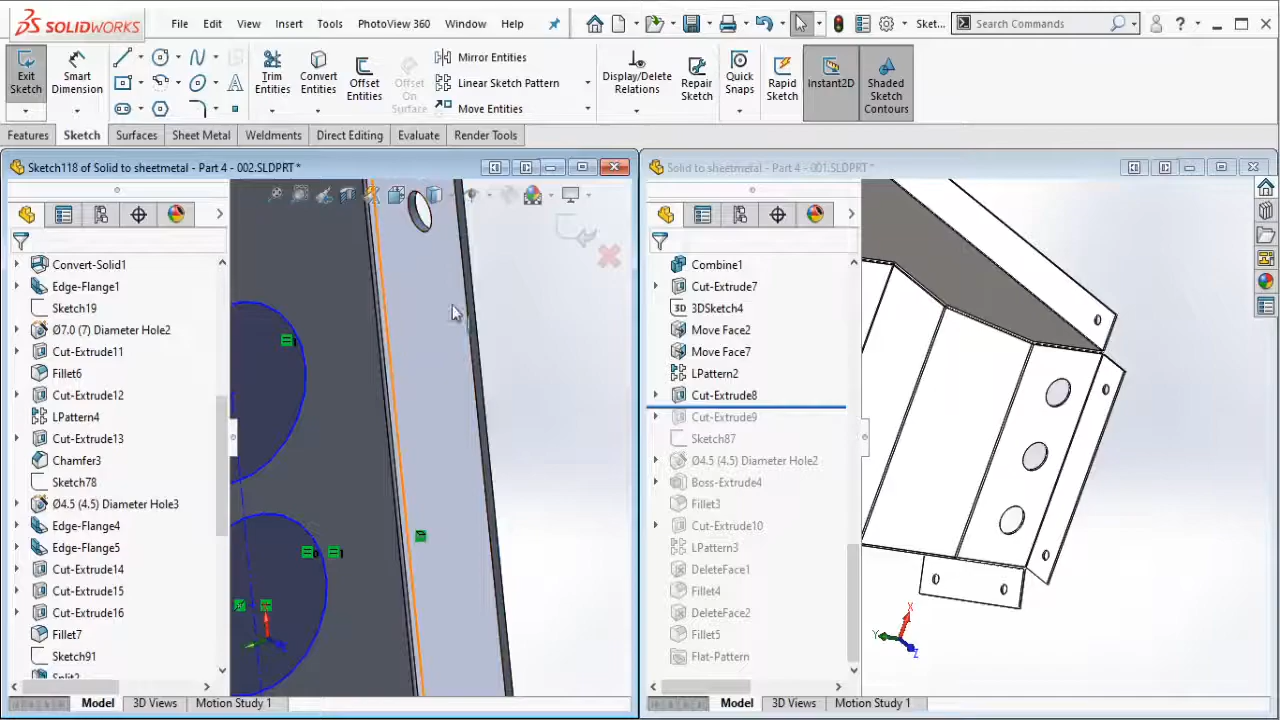 SOLIDWORKS
File Edit View Insert Tools PhotoView 360 Window Help
Sket...
Search Commands
?
Exit Sketch
Smart Dimension
Trim Entities
Convert Entities
Offset Entities
Offset On Surface
Mirror Entities
Linear Sketch Pattern
Move Entities
Display/Delete Relations
Repair Sketch
Quick Snaps
Rapid Sketch
Instant2D
Shaded Sketch Contours
Features Sketch Surfaces Sheet Metal Weldments Direct Editing Evaluate Render Tools
Sketch118 of Solid to sheetmetal - Part 4 - 002.SLDPRT *
Convert-Solid1
Edge-Flange1
Sketch19
Ø7.0 (7) Diameter Hole2
Cut-Extrude11
Fillet6
Cut-Extrude12
LPattern4
Cut-Extrude13
Chamfer3
Sketch78
Ø4.5 (4.5) Diameter Hole3
Edge-Flange4
Edge-Flange5
Cut-Extrude14
Cut-Extrude15
Cut-Extrude16
Fillet7
Sketch91
Split2
Model 3D Views Motion Study 1
Solid to sheetmetal - Part 4 - 001.SLDPRT *
Combine1
Cut-Extrude7
3D 3DSketch4
Move Face2
Move Face7
LPattern2
Cut-Extrude8
Cut-Extrude9
Sketch87
Ø4.5 (4.5) Diameter Hole2
Boss-Extrude4
Fillet3
Cut-Extrude10
LPattern3
DeleteFace1
Fillet4
DeleteFace2
Fillet5
Flat-Pattern
X
Y
Z
Model 3D Views Motion Study 1